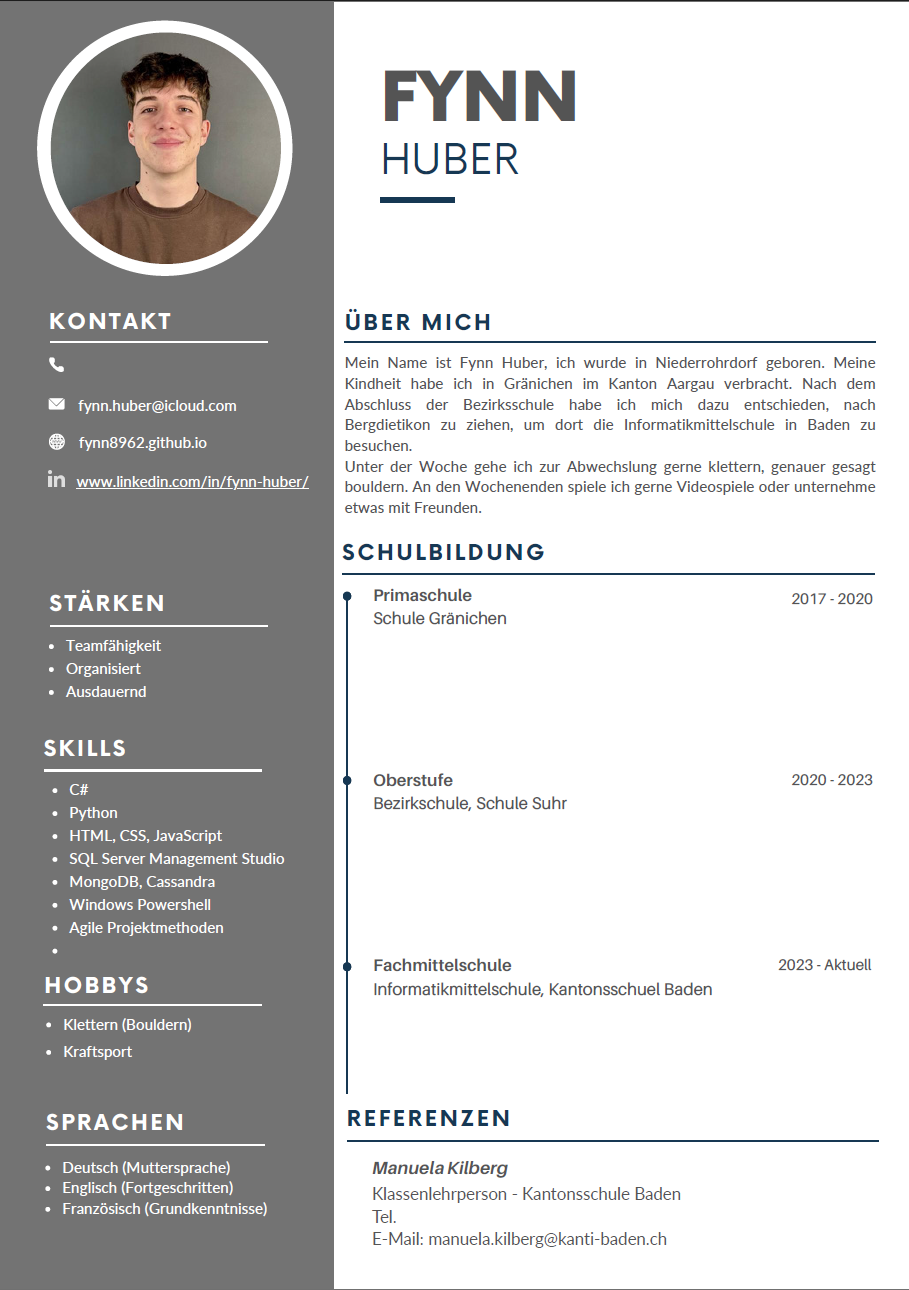 FYNN
HUBER
KONTAKT
fynn.huber@icloud.com
fynn8962.github.io
in www.linkedin.com/in/fynn-huber/
STÄRKEN
• Teamfähigkeit
• Organisiert
• Ausdauernd
SKILLS
• C#
• Python
• HTML, CSS, JavaScript
• SQL Server Management Studio
• MongoDB, Cassandra
• Windows Powershell
• Agile Projektmethoden
•
HOBBYS
• Klettern (Bouldern)
• Kraftsport
SPRACHEN
• Deutsch (Muttersprache)
• Englisch (Fortgeschritten)
• Französisch (Grundkenntnisse)
ÜBER MICH
Mein Name ist Fynn Huber, ich wurde in Niederrohrdorf geboren. Meine
Kindheit habe ich in Gränichen im Kanton Aargau verbracht. Nach dem
Abschluss der Bezirksschule habe ich mich dazu entschieden, nach
Bergdietikon zu ziehen, um dort die Informatikmittelschule in Baden zu
besuchen.
Unter der Woche gehe ich zur Abwechslung gerne klettern, genauer gesagt
bouldern. An den Wochenenden spiele ich gerne Videospiele oder unternehme
etwas mit Freunden.
SCHULBILDUNG
Primaschule 2017 - 2020
Schule Gränichen
Oberstufe 2020 - 2023
Bezirkschule, Schule Suhr
Fachmittelschule 2023 - Aktuell
Informatikmittelschule, Kantonsschuel Baden
REFERENZEN
Manuela Kilberg
Klassenlehrperson - Kantonsschule Baden
Tel.
E-Mail: manuela.kilberg@kanti-baden.ch